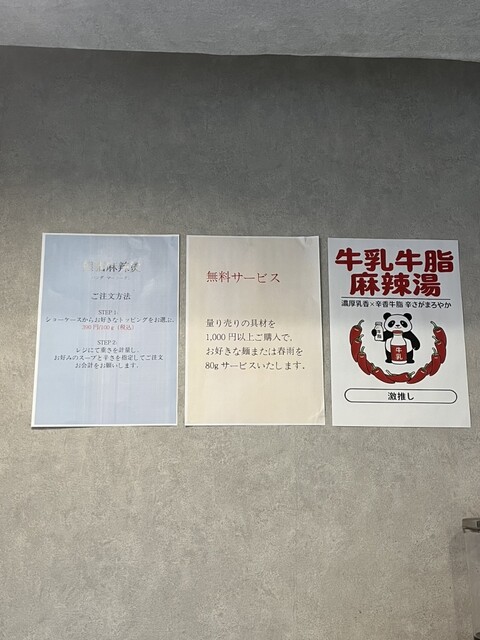 麻辣湯
ご注文方法
STEP 1:
ショーケースからお好きなトッピングをお選ぶ。
390円/100g（税込）
STEP 2:
レジにて重さを計量し、
お好みのスープと辛さを指定してご注文
お会計をお願します。
無料サービス
量り売りの具材を
1,000円以上ご購入で、
お好きな麺または春雨を
80gサービスいたします。
牛乳牛脂
麻辣湯
濃厚乳香×辛香牛脂 辛さがまろやか
牛乳
激推し